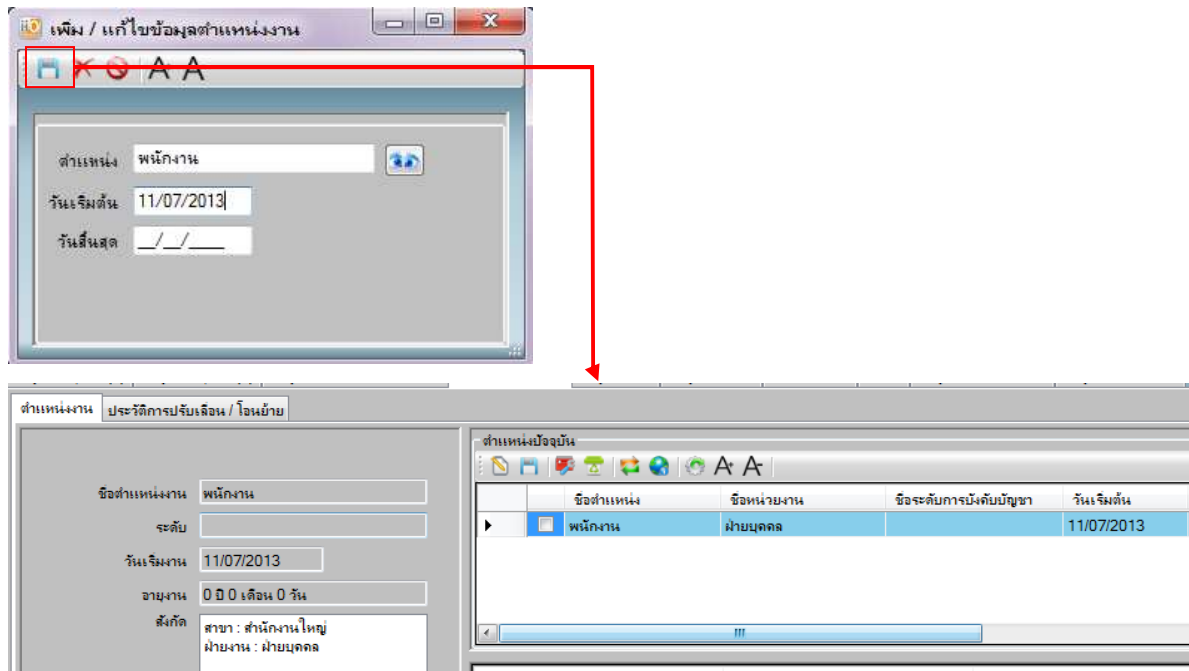 เพิ่ม / แก้ไขข้อมูลตำแหน่งงาน
A A
ตำแหน่ง พนักงาน
วันเริ่มต้น 11/07/2013
วันสิ้นสุด __/__/____
ตำแหน่งงาน ประวัติการปรับเลื่อน / โอนย้าย
ชื่อตำแหน่งงาน พนักงาน
ระดับ
วันเริ่มงาน 11/07/2013
อายุงาน 0 ปี 0 เดือน 0 วัน
สังกัด สาขา : สำนักงานใหญ่
ฝ่ายงาน : ฝ่ายบุคคล
ตำแหน่งปัจจุบัน
A+ A-
ชื่อตำแหน่ง ชื่อหน่วยงาน ชื่อระดับการบังคับบัญชา วันเริ่มต้น
พนักงาน ฝ่ายบุคคล 11/07/2013